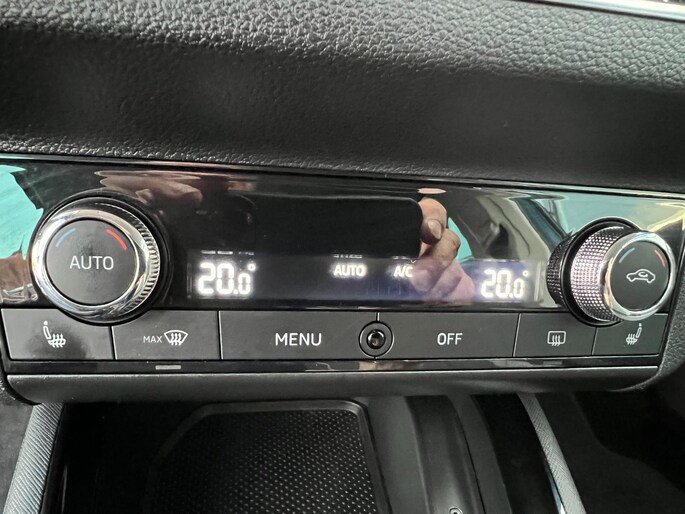 AUTO
20.0°
AUTO
A/C
20.0°
MAX
MENU
OFF